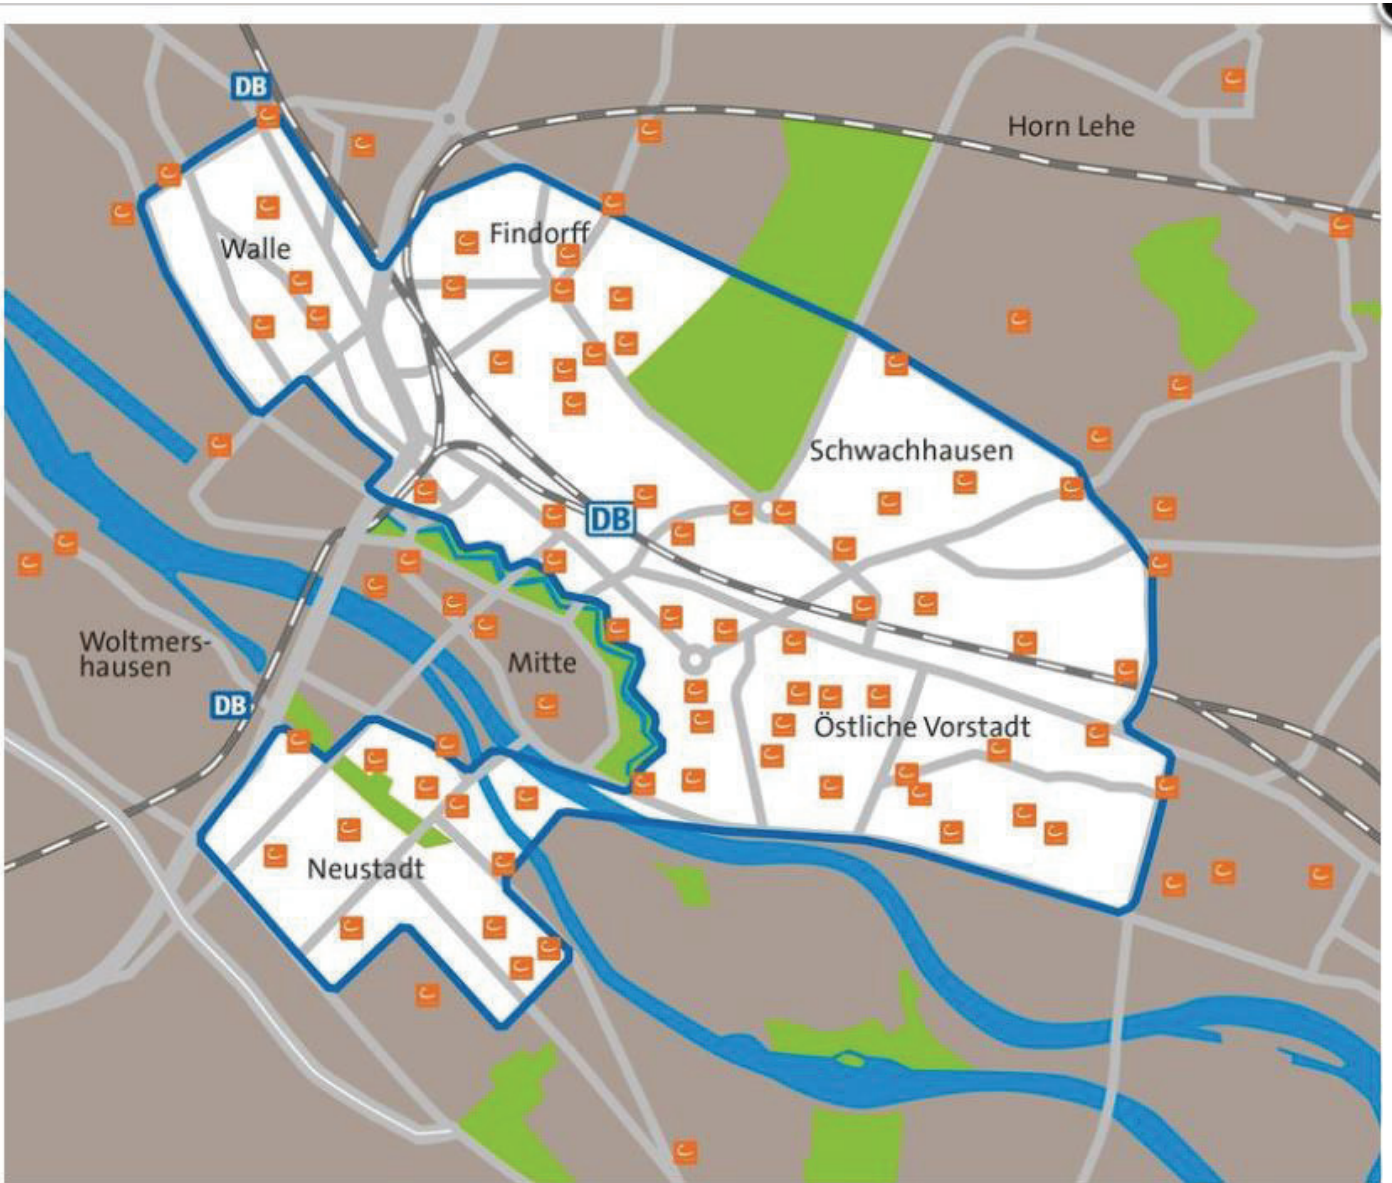 DB
Horn Lehe
Findorff
Walle
Schwachhausen
DB
Woltmers-
hausen
Mitte
DB
Östliche Vorstadt
Neustadt